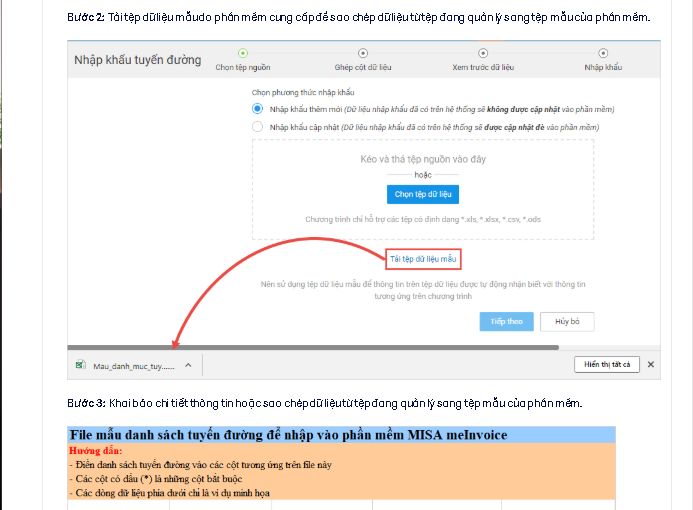 Bước 2: Tải tệp dữ liệu mẫu do phần mềm cung cấp để sao chép dữ liệu từ tệp đang quản lý sang tệp mẫu của phần mềm.
Nhập khẩu tuyến đường
Chọn tệp nguồn
Ghép cột dữ liệu
Xem trước dữ liệu
Nhập khẩu
Chọn phương thức nhập khẩu
Nhập khẩu thêm mới (Dữ liệu nhập khẩu đã có trên hệ thống sẽ không được cập nhật vào phần mềm)
Nhập khẩu cập nhật (Dữ liệu nhập khẩu đã có trên hệ thống sẽ được cập nhật đè vào phần mềm)
Kéo và thả tệp nguồn vào đây
hoặc
Chọn tệp dữ liệu
Chương trình chỉ hỗ trợ các tệp có định dạng *.xls, *.xlsx, *.csv, *.ods
Tải tệp dữ liệu mẫu
Nên sử dụng tệp dữ liệu mẫu để thông tin trên tệp dữ liệu được tự động nhận biết với thông tin
tương ứng trên chương trình
Tiếp theo
Hủy bỏ
Mau_danh_muc_tuy......
Hiển thị tất cả
Bước 3: Khai báo chi tiết thông tin hoặc sao chép dữ liệu từ tệp đang quản lý sang tệp mẫu của phần mềm.
File mẫu danh sách tuyến đường để nhập vào phần mềm MISA meInvoice
Hướng dẫn:
- Điền danh sách tuyến đường vào các cột tương ứng trên file này
- Các cột có dấu (*) là những cột bắt buộc
- Các dòng dữ liệu phía dưới chỉ là ví dụ minh họa